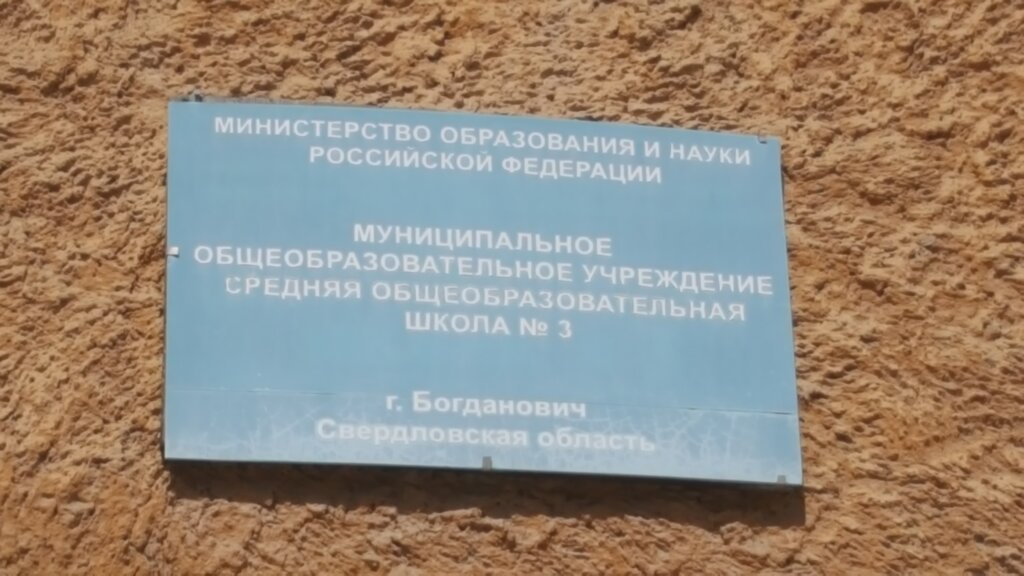 МИНИСТЕРСТВО ОБРАЗОВАНИЯ И НАУКИ
РОССИЙСКОЙ ФЕДЕРАЦИИ
МУНИЦИПАЛЬНОЕ
ОБЩЕОБРАЗОВАТЕЛЬНОЕ УЧРЕЖДЕНИЕ
СРЕДНЯЯ ОБЩЕОБРАЗОВАТЕЛЬНАЯ
ШКОЛА № 3
г. Богданович
Свердловская область